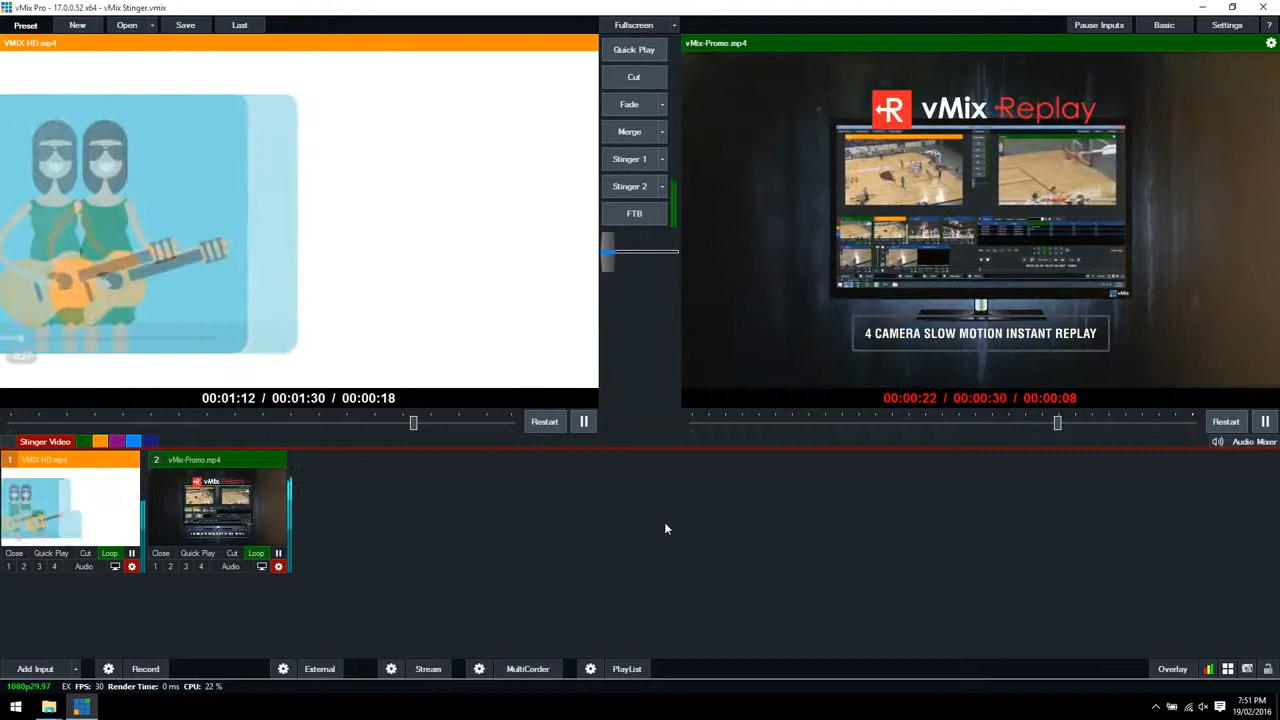 vMix Pro - 17.0.0.52 x64 - vMix Stinger.vmix
Preset New Open Save Last Fullscreen Pause Inputs Basic Settings ?
VMIX HD.mp4
vMix-Promo.mp4
Quick Play
Cut
Fade
Merge
Stinger 1
Stinger 2
FTB
R vMix Replay
vMix
4 CAMERA SLOW MOTION INSTANT REPLAY
00:01:12 / 00:01:30 / 00:00:18
00:00:22 / 00:00:30 / 00:00:08
Restart
Restart
Stinger Video
Audio Mixer
1 VMIX HD.mp4
2 vMix-Promo.mp4
Close Quick Play Cut Loop
Close Quick Play Cut Loop
1 2 3 4 Audio
1 2 3 4 Audio
Add Input Record External Stream MultiCorder PlayList Overlay
1080p29.97 EX FPS: 30 Render Time: 0 ms CPU: 22 %
7:51 PM
19/02/2016